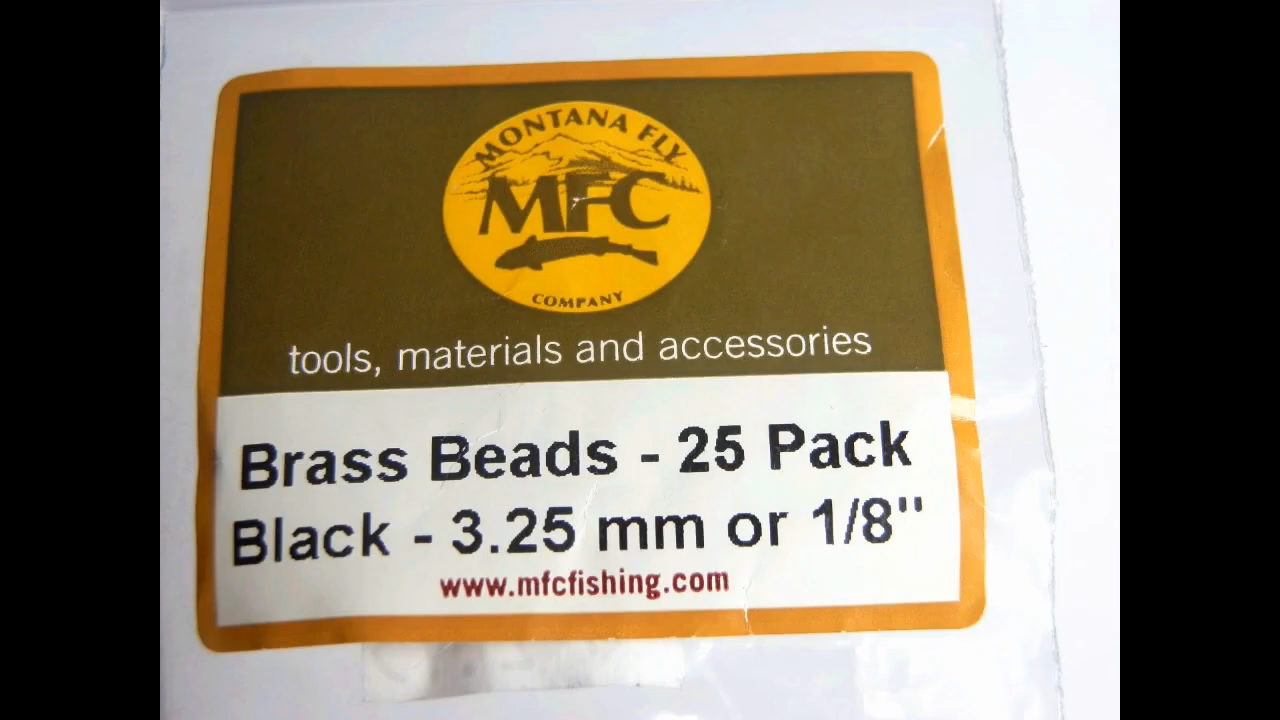 MONTANA FLY
MFC
COMPANY
tools, materials and accessories
Brass Beads - 25 Pack
Black - 3.25 mm or 1/8"
www.mfcfishing.com